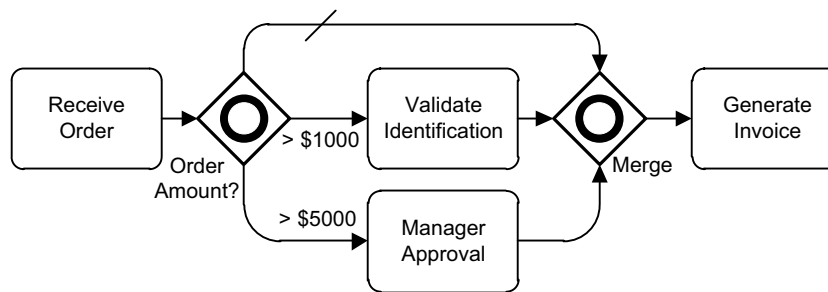 Receive
Order
Order
Amount?
> $1000
> $5000
Validate
Identification
Manager
Approval
Merge
Generate
Invoice